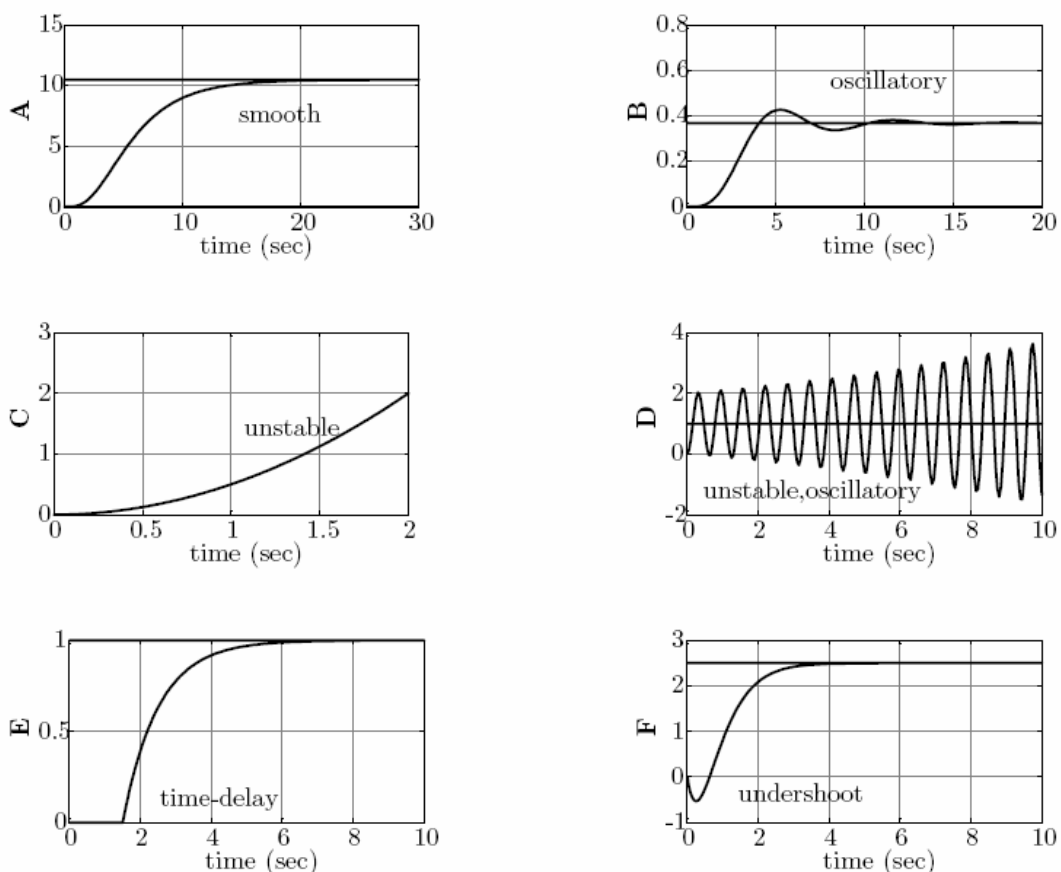 15
10
5
0
A
smooth
0 10 20 30
time (sec)
0.8
0.6
0.4
0.2
0
B
oscillatory
0 5 10 15 20
time (sec)
3
2
1
0
C
unstable
0 0.5 1 1.5 2
time (sec)
4
2
0
-2
D
unstable,oscillatory
0 2 4 6 8 10
time (sec)
1
0.5
0
E
time-delay
0 2 4 6 8 10
time (sec)
3
2
1
0
-1
F
undershoot
0 2 4 6 8 10
time (sec)